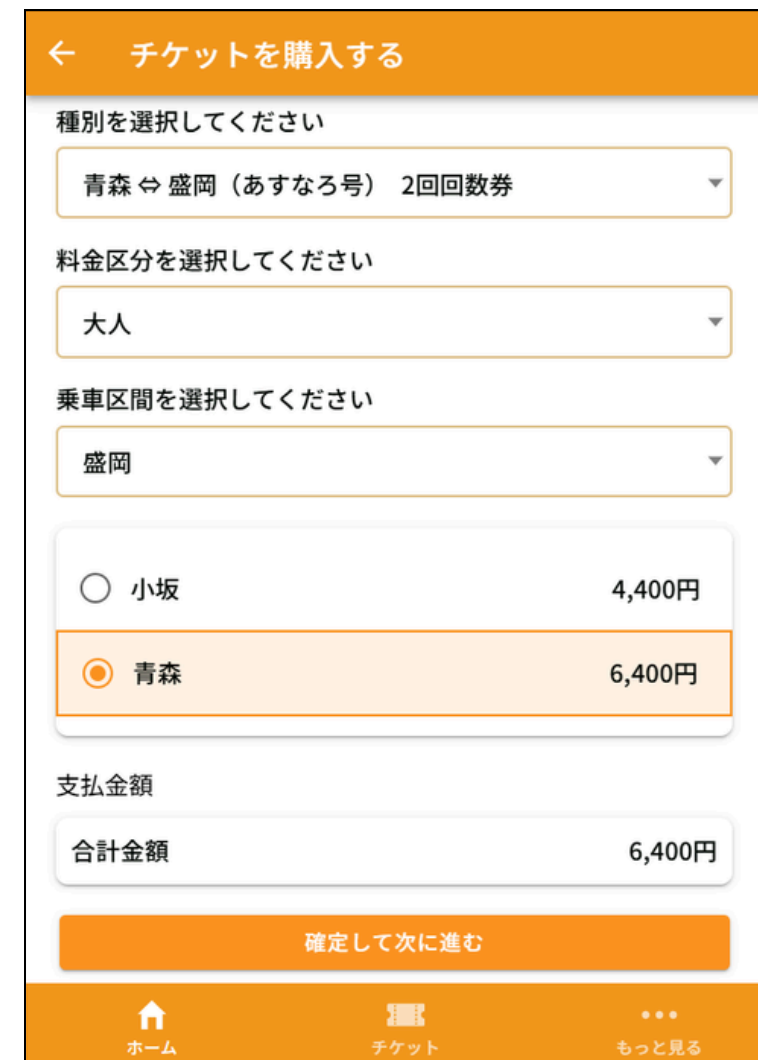 ← チケットを購入する
種別を選択してください
青森 ⇔ 盛岡（あすなろ号） 2回回数券
料金区分を選択してください
大人
乗車区間を選択してください
盛岡
小坂 4,400円
青森 6,400円
支払金額
合計金額 6,400円
確定して次に進む
ホーム チケット もっと見る